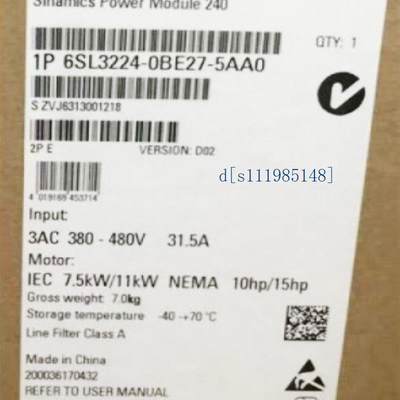 Sinamics Power Module 240
QTY: 1
1P 6SL3224-0BE27-5AA0
S ZVJ6313001218
2P E VERSION: D02
d[s111985148]
4 019169 453714
Input:
3AC 380 - 480V 31.5A
Motor:
IEC 7.5kW/11kW NEMA 10hp/15hp
Gross weight: 7.0kg
Storage temperature -40 -+70 °C
Line Filter Class A
Made in China
200036170432
REFER TO USER MANUAL